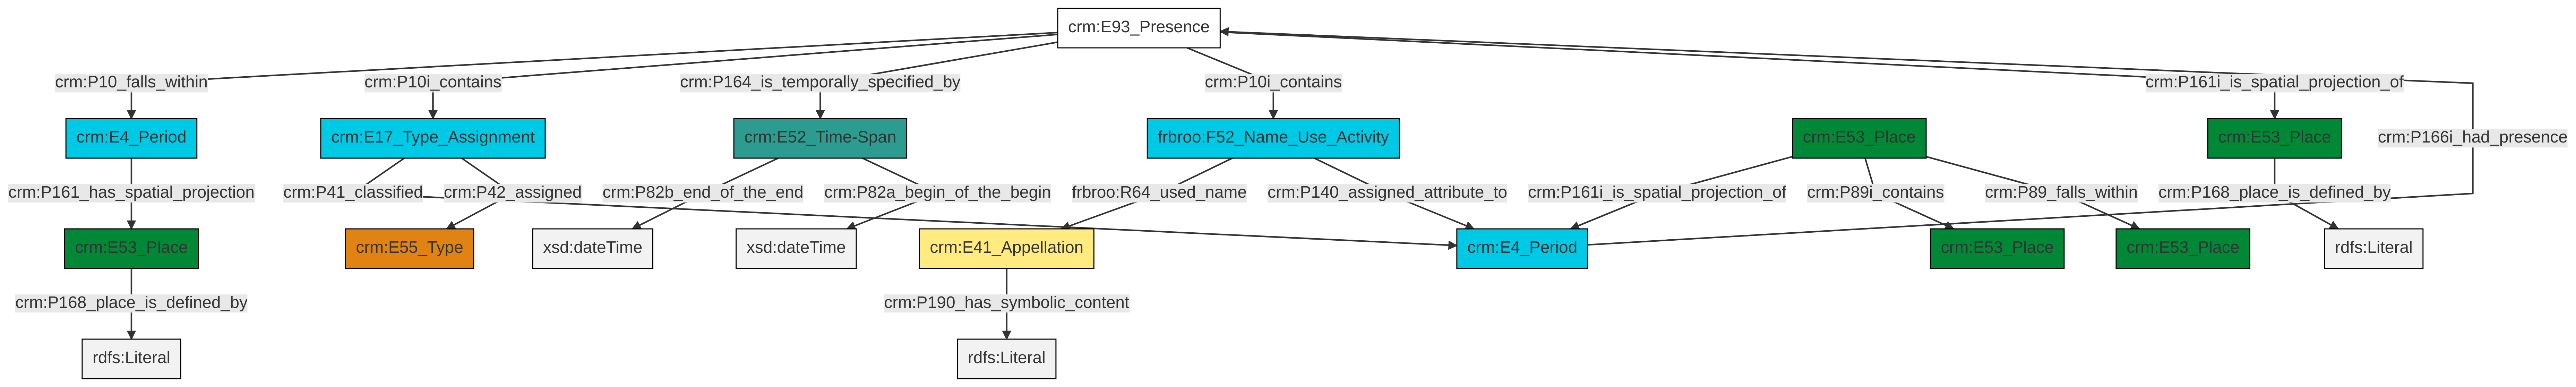 crm:E93_Presence
crm:P10_falls_within
crm:P10i_contains
crm:P164_is_temporally_specified_by
crm:P10i_contains
crm:P161i_is_spatial_projection_of
crm:E4_Period
crm:E17_Type_Assignment
crm:E52_Time-Span
frbroo:F52_Name_Use_Activity
crm:E53_Place
crm:E53_Place
crm:P166i_had_presence
crm:P161_has_spatial_projection
crm:P41_classified
crm:P42_assigned
crm:P82b_end_of_the_end
crm:P82a_begin_of_the_begin
frbroo:R64_used_name
crm:P140_assigned_attribute_to
crm:P161i_is_spatial_projection_of
crm:P89i_contains
crm:P89_falls_within
crm:P168_place_is_defined_by
crm:E53_Place
crm:E55_Type
xsd:dateTime
xsd:dateTime
crm:E41_Appellation
crm:E4_Period
crm:E53_Place
crm:E53_Place
rdfs:Literal
crm:P168_place_is_defined_by
crm:P190_has_symbolic_content
rdfs:Literal
rdfs:Literal